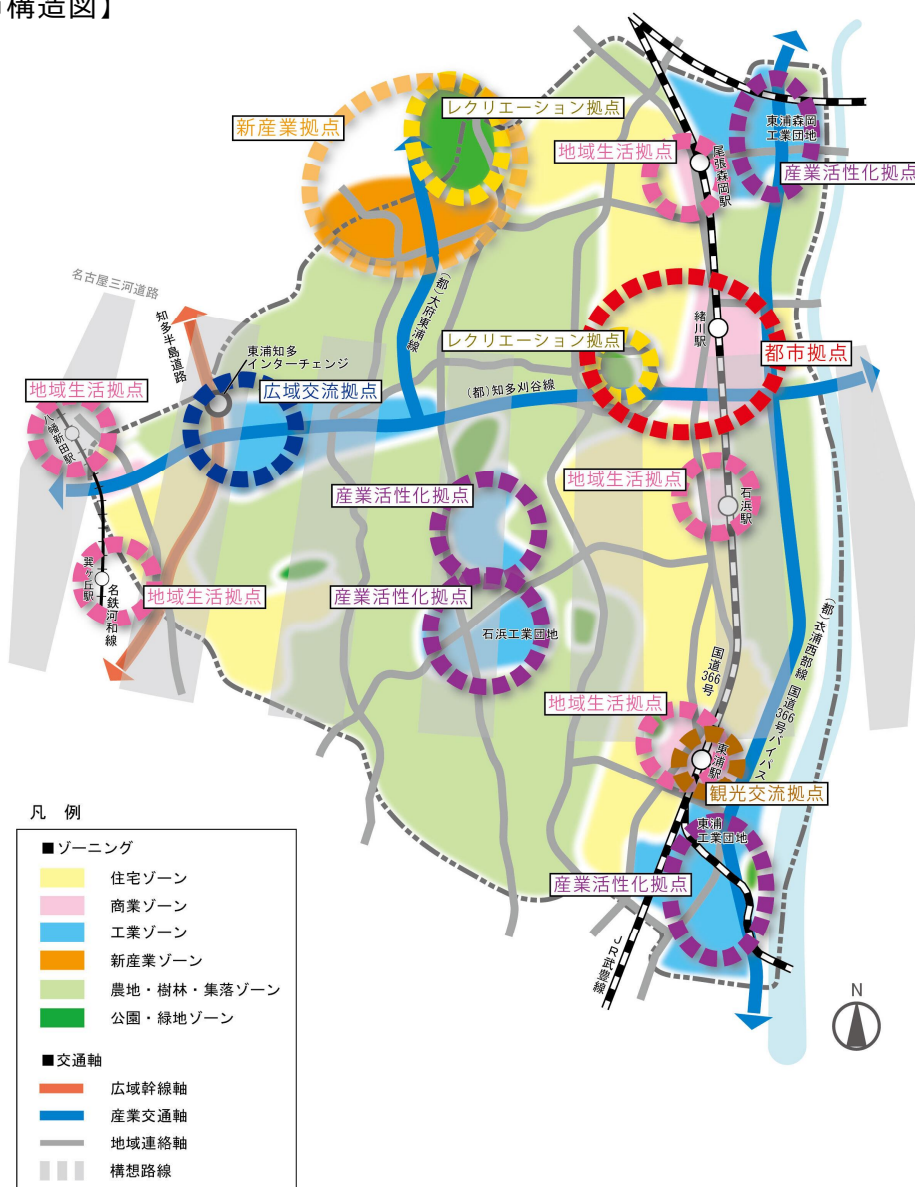 構造図】
新産業拠点
レクリエーション拠点
地域生活拠点
尾張森岡駅
東浦森岡
工業団地
産業活性化拠点
名古屋三河道路
知多半島道路
(都)大府東浦線
緒川駅
東浦知多
インターチェンジ
レクリエーション拠点
都市拠点
地域生活拠点
広域交流拠点
(都)知多刈谷線
八幡新田駅
産業活性化拠点
地域生活拠点
石浜駅
巽ヶ丘駅
名鉄河和線
地域生活拠点
産業活性化拠点
石浜工業団地
国道
366号
(都)衣浦西部線
国道
366号バイパス
地域生活拠点
東浦駅
観光交流拠点
東浦
工業団地
産業活性化拠点
JR武豊線
N
凡 例
■ゾーニング
住宅ゾーン
商業ゾーン
工業ゾーン
新産業ゾーン
農地・樹林・集落ゾーン
公園・緑地ゾーン
■交通軸
広域幹線軸
産業交通軸
地域連絡軸
構想路線